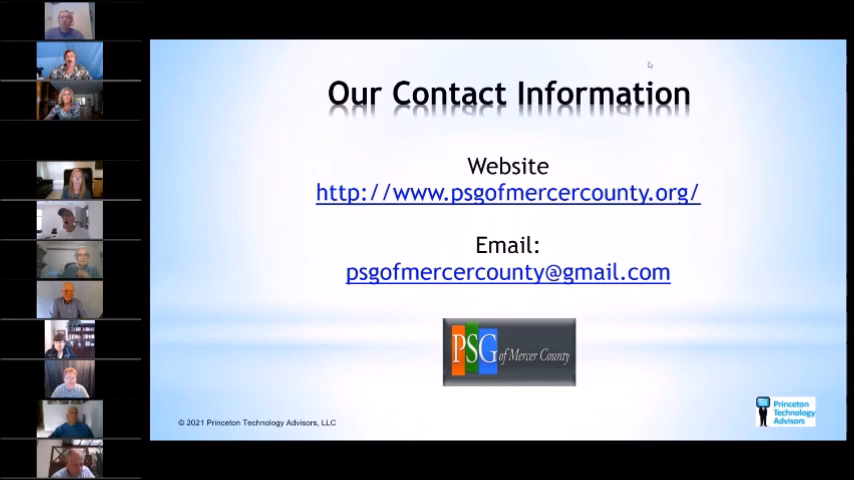 Our Contact Information
Website
http://www.psgofmercercounty.org/
Email:
psgofmercercounty@gmail.com
PSG of Mercer County
© 2021 Princeton Technology Advisors, LLC
Princeton
Technology
Advisors